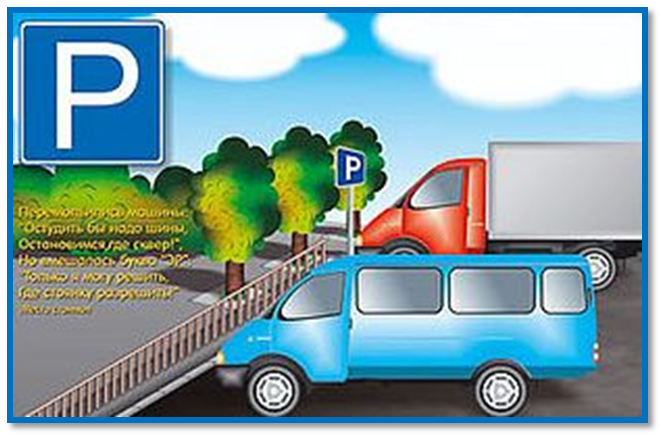 P
P
Перемолвились машины:
"Остудить бы надо шины,
Остановимся,где сквер!".
Но вмешалась буква "ЭР"
"Только я могу решить,
Где стоянку разрешить!"
Место стоянки